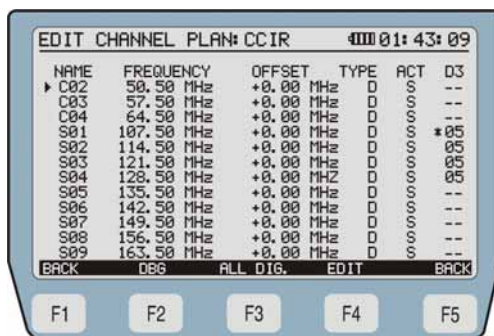 EDIT CHANNEL PLAN: CCIR 01: 43: 09
NAME FREQUENCY OFFSET TYPE ACT D3
C02 50.50 MHz +0.00 MHz D S --
C03 57.50 MHz +0.00 MHz D S --
C04 64.50 MHz +0.00 MHz D S --
S01 107.50 MHz +0.00 MHz D S *05
S02 114.50 MHz +0.00 MHz D S 05
S03 121.50 MHz +0.00 MHz D S 05
S04 128.50 MHz +0.00 MHZ D S 05
S05 135.50 MHz +0.00 MHz D S --
S06 142.50 MHz +0.00 MHz D S --
S07 149.50 MHz +0.00 MHz D S --
S08 156.50 MHz +0.00 MHz D S --
S09 163.50 MHz +0.00 MHz D S --
BACK DBG ALL DIG. EDIT BACK
F1 F2 F3 F4 F5